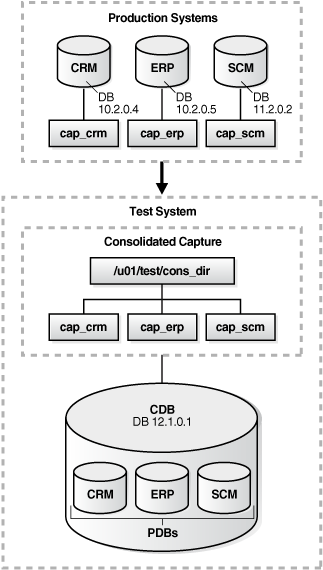 Production Systems
CRM ERP SCM
DB DB DB
10.2.0.4 10.2.0.5 11.2.0.2
cap_crm cap_erp cap_scm
Test System
Consolidated Capture
/u01/test/cons_dir
cap_crm cap_erp cap_scm
CDB
DB 12.1.0.1
CRM ERP SCM
PDBs